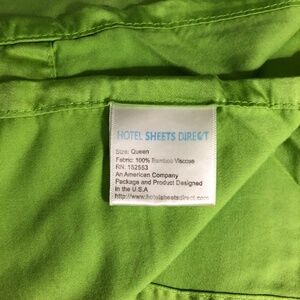 HOTEL SHEETS DIRECT
Size: Queen
Fabric: 100% Bamboo Viscose
RN: 152553
An American Company
Package and Product Designed
in the U.S.A
http://www.hotelsheetsdirect.com